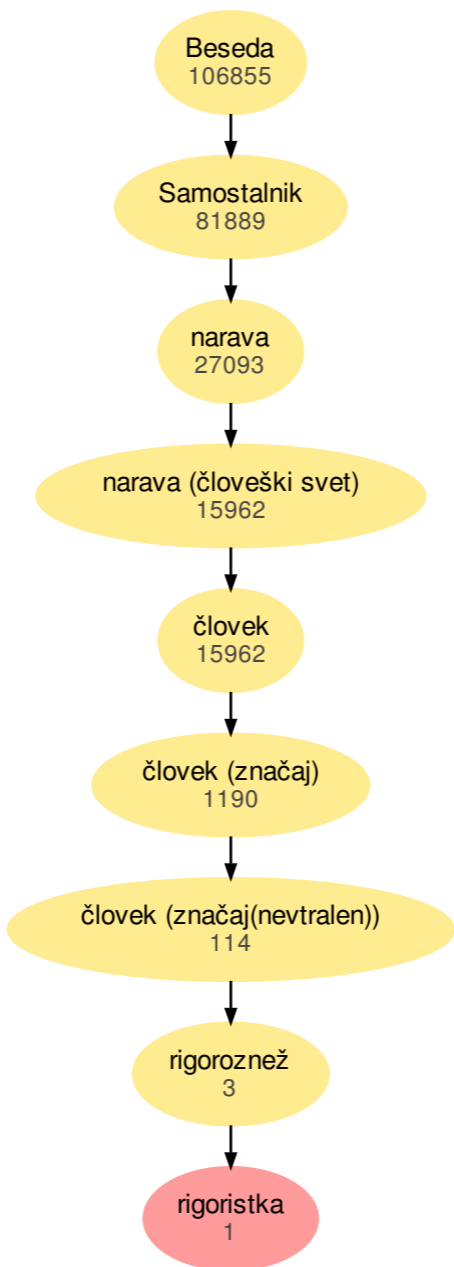 Beseda
106855
Samostalnik
81889
narava
27093
narava (človeški svet)
15962
človek
15962
človek (značaj)
1190
človek (značaj(nevtralen))
114
rigoroznež
3
rigoristka
1